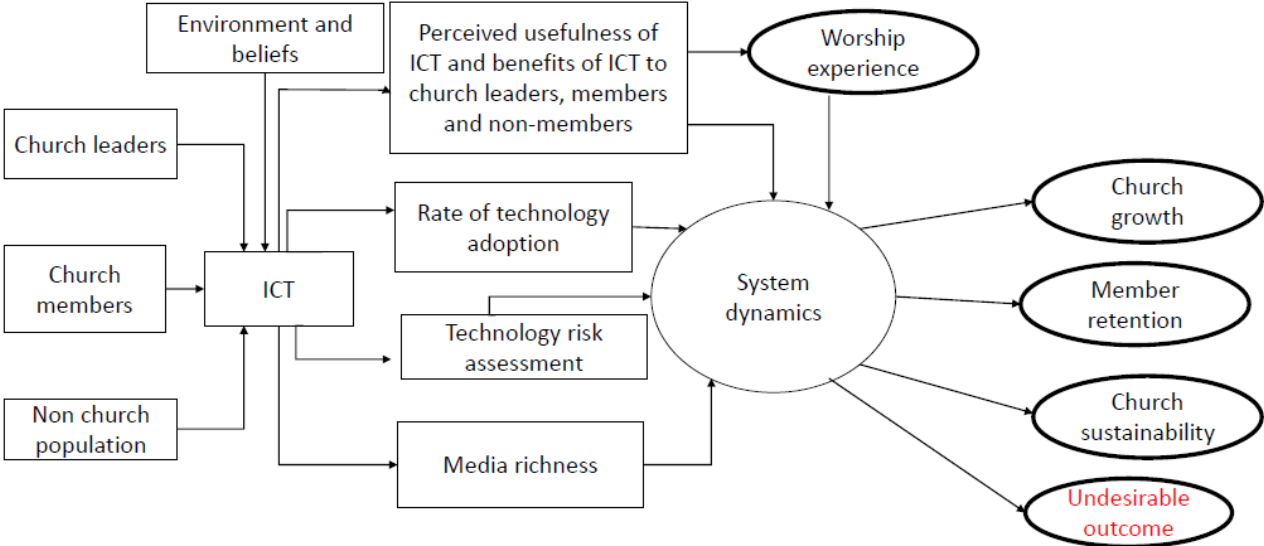 Environment and
beliefs
Perceived usefulness of
ICT and benefits of ICT to
church leaders, members
and non-members
Worship
experience
Church leaders
Church
growth
Rate of technology
adoption
Church
members
ICT
System
dynamics
Member
retention
Technology risk
assessment
Non church
population
Media richness
Church
sustainability
Undesirable
outcome